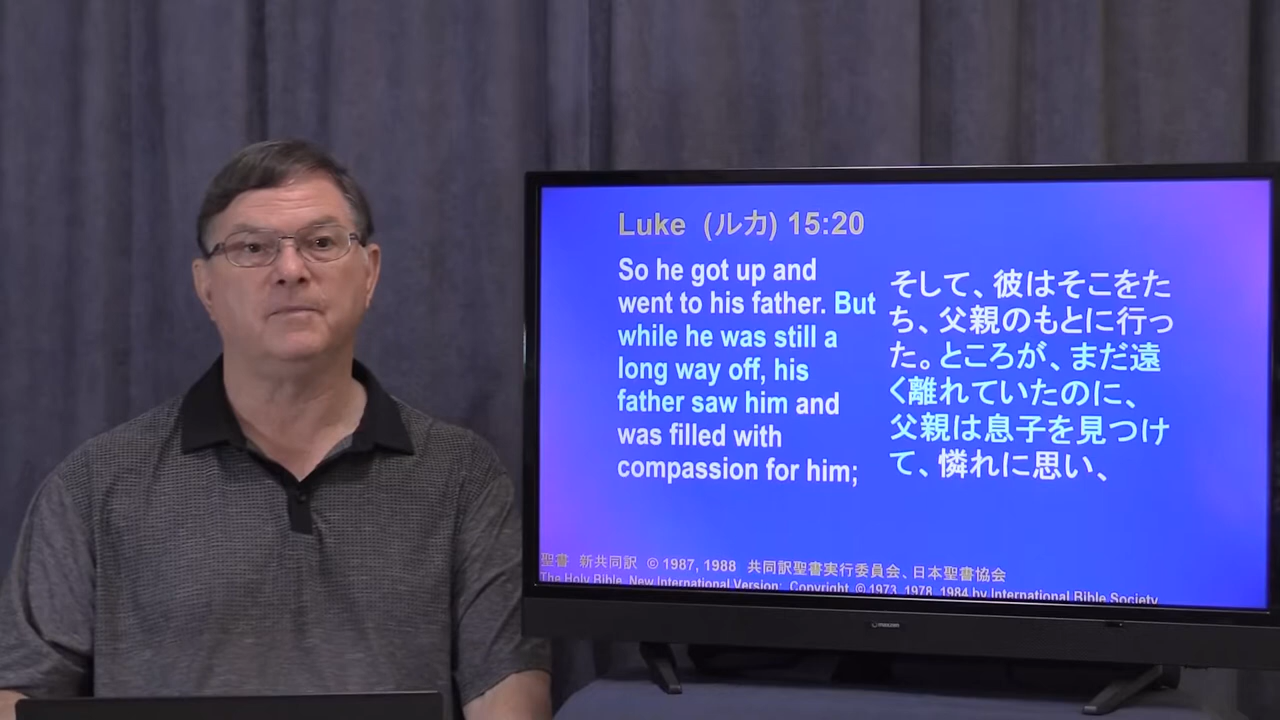 Luke (ルカ) 15:20
So he got up and
went to his father. But
while he was still a
long way off, his
father saw him and
was filled with
compassion for him;
そして、彼はそこをた
ち、父親のもとに行っ
た。ところが、まだ遠
く離れていたのに、
父親は息子を見つけ
て、憐れに思い、
聖書 新共同訳 © 1987, 1988 共同訳聖書実行委員会、日本聖書協会
The Holy Bible, New International Version; Copyright © 1973, 1978, 1984 by International Bible Society